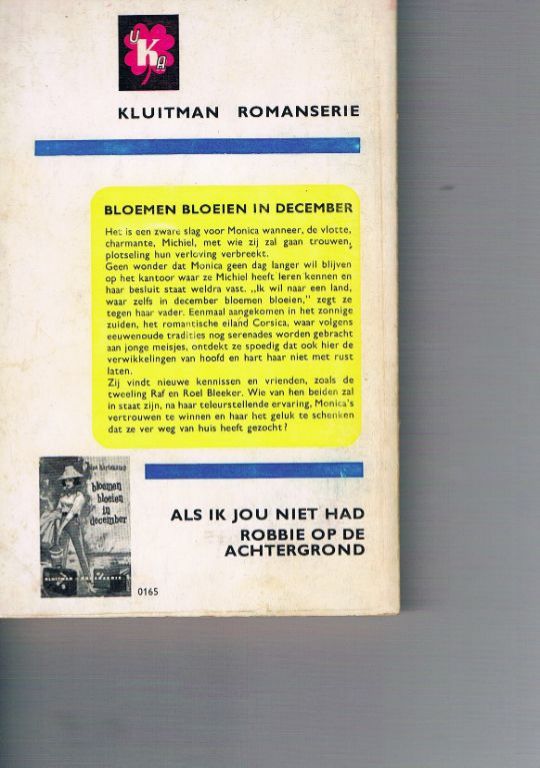 U
K
A
KLUITMAN ROMANSERIE
BLOEMEN BLOEIEN IN DECEMBER
Het is een zware slag voor Monica wanneer, de vlotte,
charmante, Michiel, met wie zij zal gaan trouwen,
plotseling hun verloving verbreekt.
Geen wonder dat Monica geen dag langer wil blijven
op het kantoor waar ze Michiel heeft leren kennen en
haar besluit staat weldra vast. „Ik wil naar een land,
waar zelfs in december bloemen bloeien,” zegt ze
tegen haar vader. Eenmaal aangekomen in het zonnige
zuiden, het romantische eiland Corsica, waar volgens
eeuwenoude tradities nog serenades worden gebracht
aan jonge meisjes, ontdekt ze spoedig dat ook hier de
verwikkelingen van hoofd en hart haar niet met rust
laten.
Zij vindt nieuwe kennissen en vrienden, zoals de
tweeling Raf en Roel Bleeker. Wie van hen beiden zal
in staat zijn, na haar teleurstellende ervaring, Monica's
vertrouwen te winnen en haar het geluk te schenken
dat ze ver weg van huis heeft gezocht?
bloemen
bloeien
in
december
KLUITMAN
0165
ALS IK JOU NIET HAD
ROBBIE OP DE
ACHTERGROND